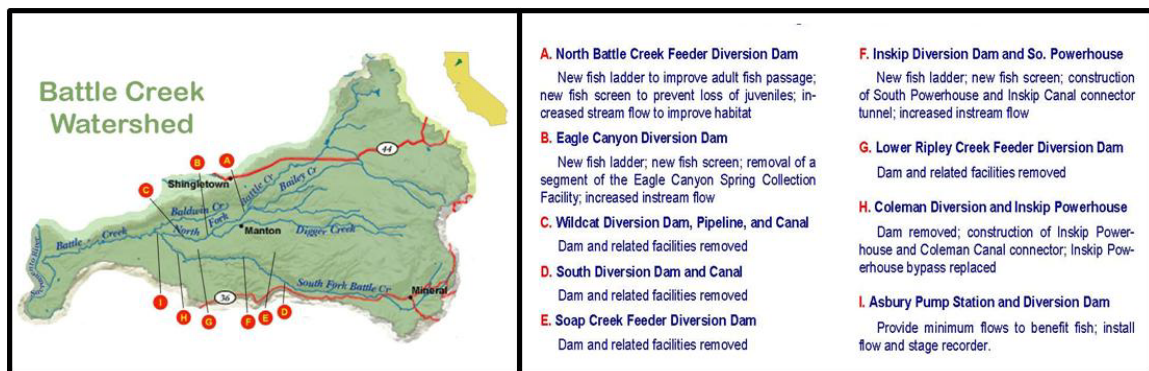 Battle Creek
Watershed
44
B
A
Shingletown
C
Battle Cr
Bailey Cr
Baldwin Cr
North Fork
Manton
Digger Creek
Battle Creek
South Fork Battle Cr
Mineral
36
I
H
G
F
E
D
A. North Battle Creek Feeder Diversion Dam
New fish ladder to improve adult fish passage;
new fish screen to prevent loss of juveniles; in-
creased stream flow to improve habitat
B. Eagle Canyon Diversion Dam
New fish ladder; new fish screen; removal of a
segment of the Eagle Canyon Spring Collection
Facility; increased instream flow
C. Wildcat Diversion Dam, Pipeline, and Canal
Dam and related facilities removed
D. South Diversion Dam and Canal
Dam and related facilities removed
E. Soap Creek Feeder Diversion Dam
Dam and related facilities removed
F. Inskip Diversion Dam and So. Powerhouse
New fish ladder; new fish screen; construction
of South Powerhouse and Inskip Canal connector
tunnel; increased instream flow
G. Lower Ripley Creek Feeder Diversion Dam
Dam and related facilities removed
H. Coleman Diversion and Inskip Powerhouse
Dam removed; construction of Inskip Power-
house and Coleman Canal connector; Inskip Pow-
erhouse bypass replaced
I. Asbury Pump Station and Diversion Dam
Provide minimum flows to benefit fish; install
flow and stage recorder.